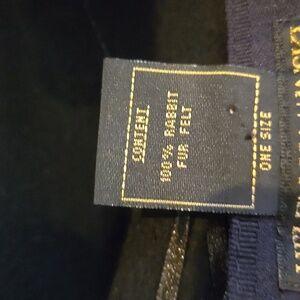 CONTENT
100% RABBIT
FUR FELT
ONE SIZE